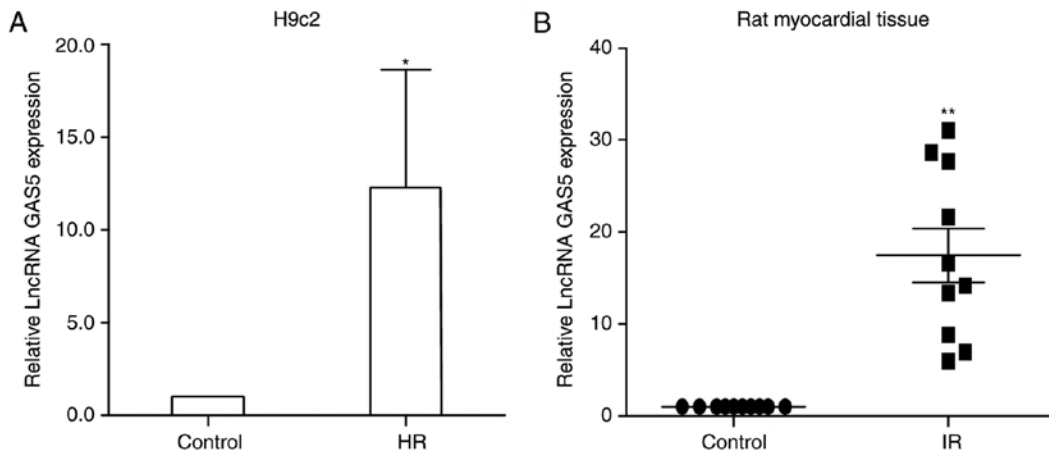 A
H9c2
Relative LncRNA GAS5 expression
20.0
15.0
10.0
5.0
0.0
*
Control
HR
B
Rat myocardial tissue
Relative LncRNA GAS5 expression
40
30
20
10
0
**
Control
IR